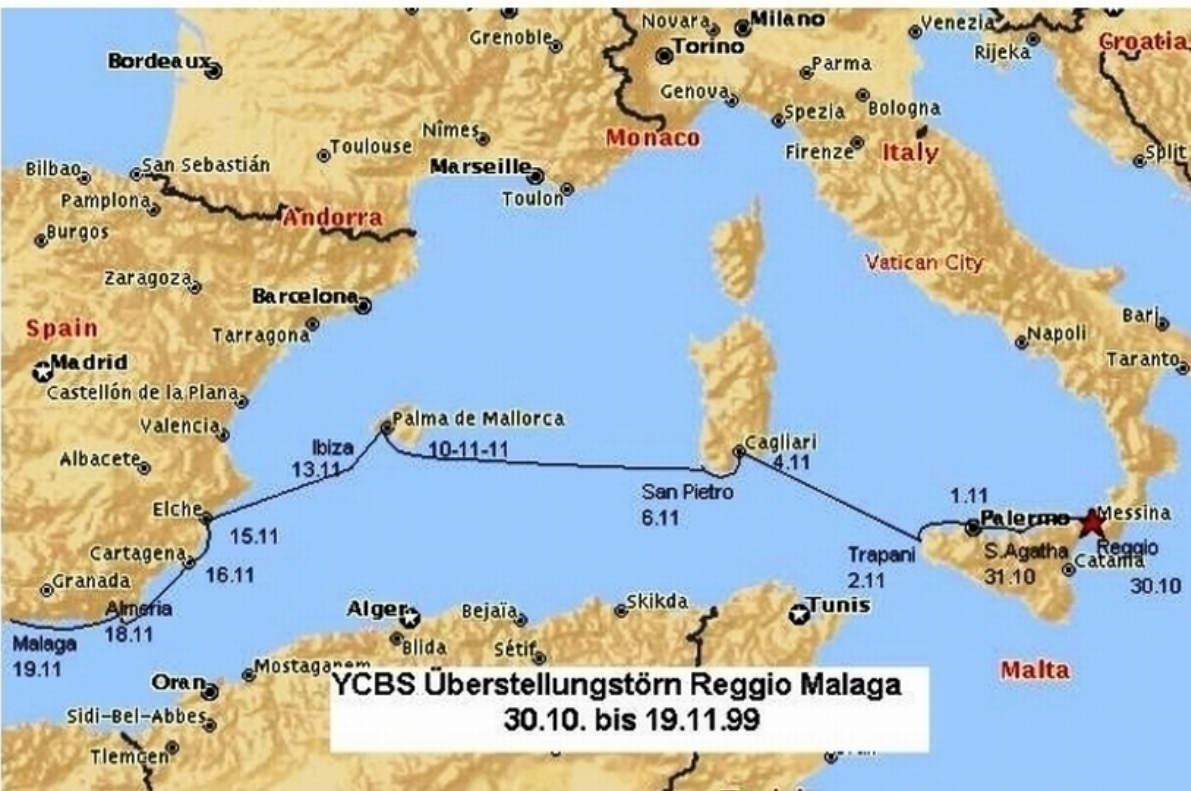 Novara
Milano
Venezia
Grenoble
Torino
Rijeka
Croatia
Bordeaux
Parma
Genova
Spezia
Bologna
Nîmes
Monaco
Toulouse
Firenze
Italy
Split
Bilbao
San Sebastián
Marseille
Toulon
Pamplona
Andorra
Burgos
Vatican City
Zaragoza
Barcelona
Spain
Tarragona
Bari
Napoli
Madrid
Taranto
Castellón de la Plana
Valencia
Palma de Mallorca
Ibiza
10-11-11
Cagliari
4.11
Albacete
13.11
San Pietro
6.11
1.11
Elche
Palermo
Messina
15.11
Trapani
2.11
S.Agatha
31.10
Reggio
30.10
Cartagena
16.11
Catania
Granada
Almeria
18.11
Alger
Bejaïa
Skikda
Tunis
Malaga
19.11
Blida
Sétif
Mostaganem
Malta
Oran
YCBS Überstellungstörn Reggio Malaga
30.10. bis 19.11.99
Sidi-Bel-Abbes
Tlemcen